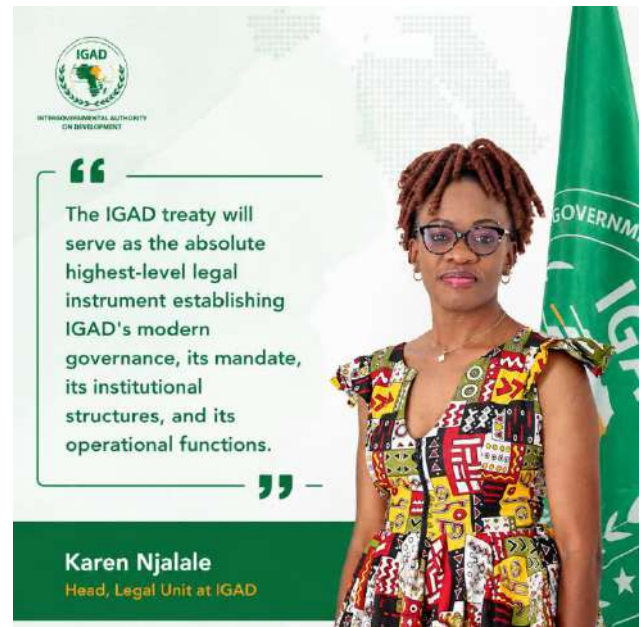 IGAD
INTERGOVERNMENTAL AUTHORITY
ON DEVELOPMENT
“
The IGAD treaty will
serve as the absolute
highest-level legal
instrument establishing
IGAD's modern
governance, its mandate,
its institutional
structures, and its
operational functions.
”
Karen Njalale
Head, Legal Unit at IGAD
GOVERNM
IGA